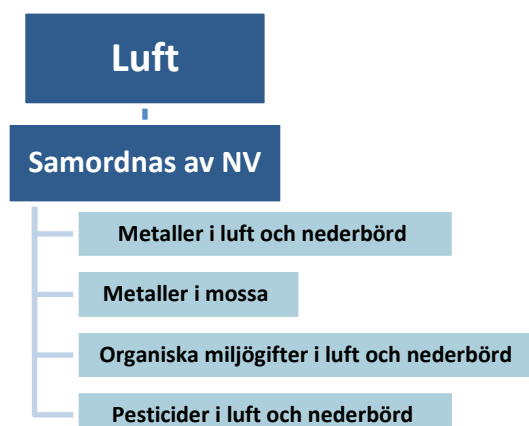 Luft
Samordnas av NV
Metaller i luft och nederbörd
Metaller i mossa
Organiska miljögifter i luft och nederbörd
Pesticider i luft och nederbörd